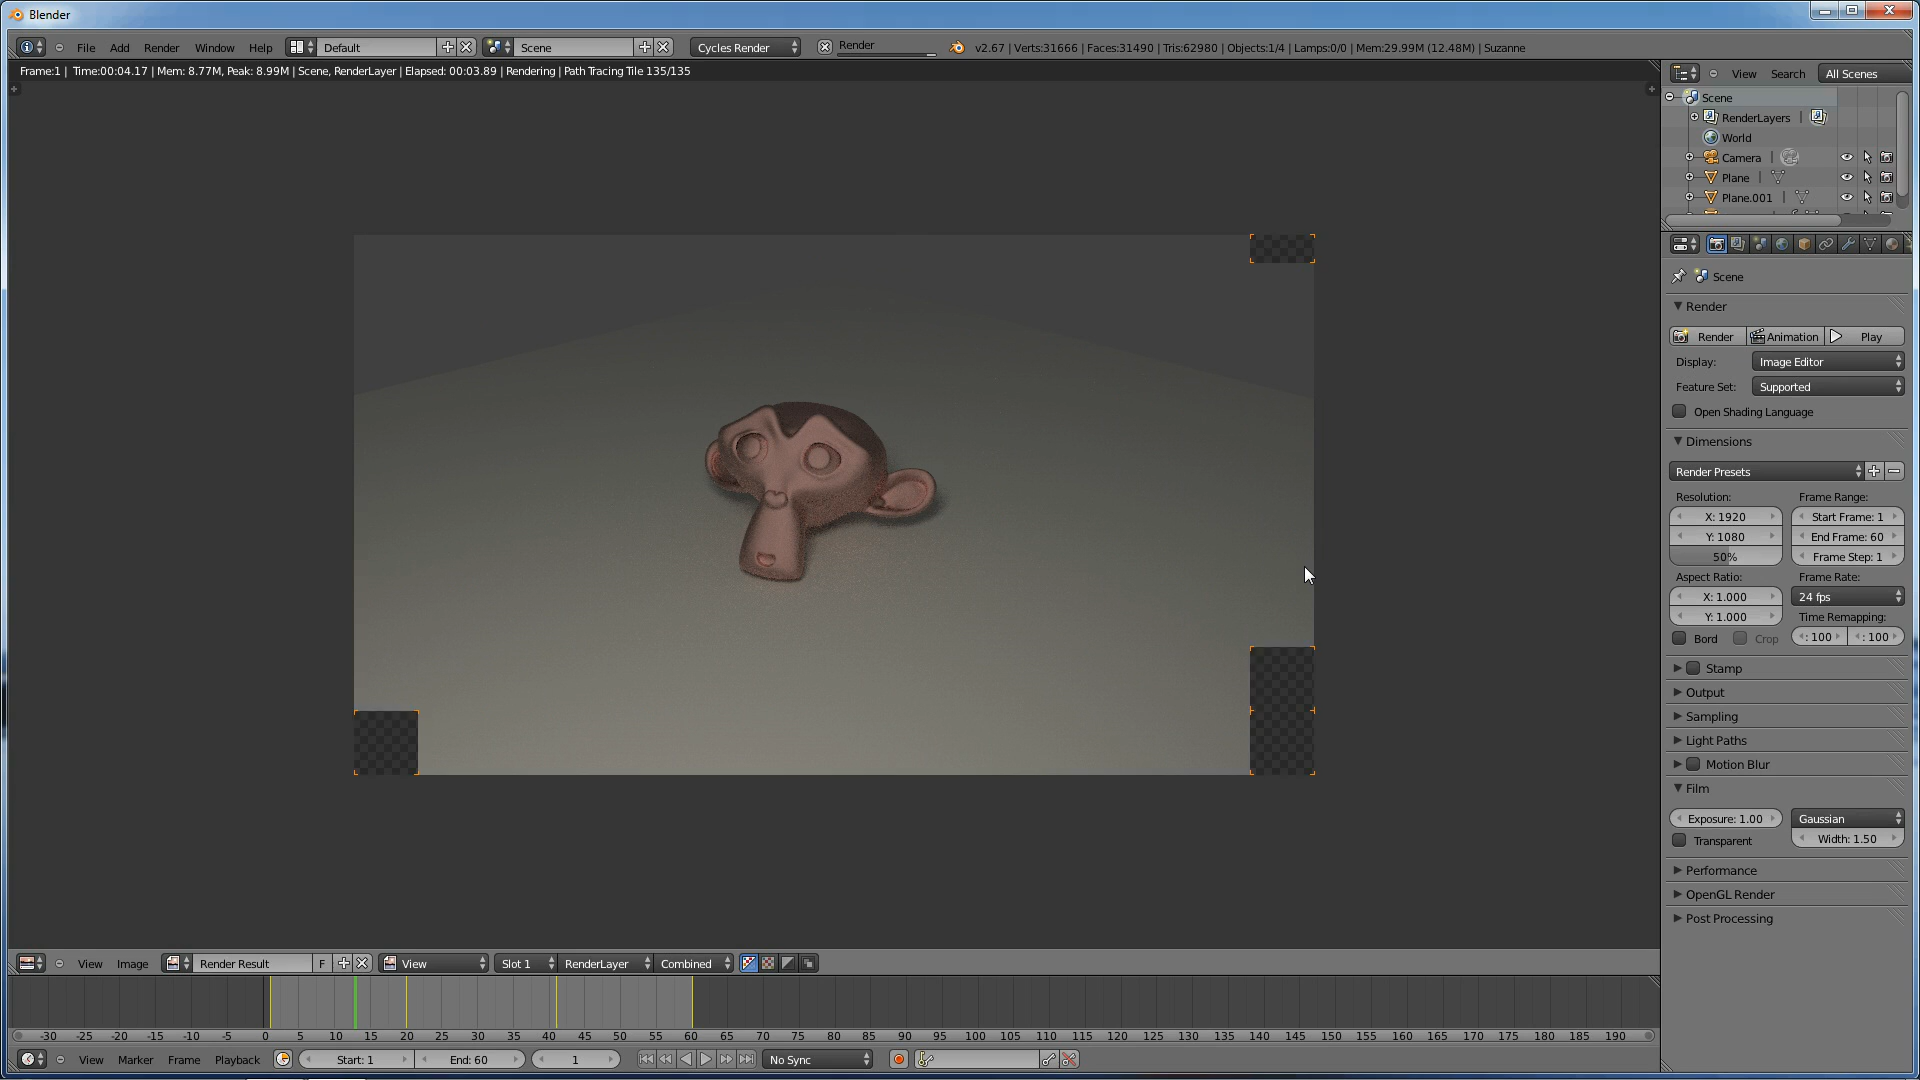 Blender
File Add Render Window Help Default Scene Cycles Render Render v2.67 | Verts:31666 | Faces:31490 | Tris:62980 | Objects:1/4 | Lamps:0/0 | Mem:29.99M (12.48M) | Suzanne
Frame:1 | Time:00:04.17 | Mem: 8.77M, Peak: 8.99M | Scene, RenderLayer | Elapsed: 00:03.89 | Rendering | Path Tracing Tile 135/135
View Search All Scenes
Scene
RenderLayers
World
Camera
Plane
Plane.001
Scene
Render
Render Animation Play
Display: Image Editor
Feature Set: Supported
Open Shading Language
Dimensions
Render Presets
Resolution: Frame Range:
X: 1920 Start Frame: 1
Y: 1080 End Frame: 60
50% Frame Step: 1
Aspect Ratio: Frame Rate:
X: 1.000 24 fps
Y: 1.000 Time Remapping:
Bord Crop : 100 : 100
Stamp
Output
Sampling
Light Paths
Motion Blur
Film
Exposure: 1.00 Gaussian
Transparent Width: 1.50
Performance
OpenGL Render
Post Processing
View Image Render Result F View Slot 1 RenderLayer Combined
-30 -25 -20 -15 -10 -5 0 5 10 15 20 25 30 35 40 45 50 55 60 65 70 75 80 85 90 95 100 105 110 115 120 125 130 135 140 145 150 155 160 165 170 175 180 185 190
View Marker Frame Playback Start: 1 End: 60 1 No Sync